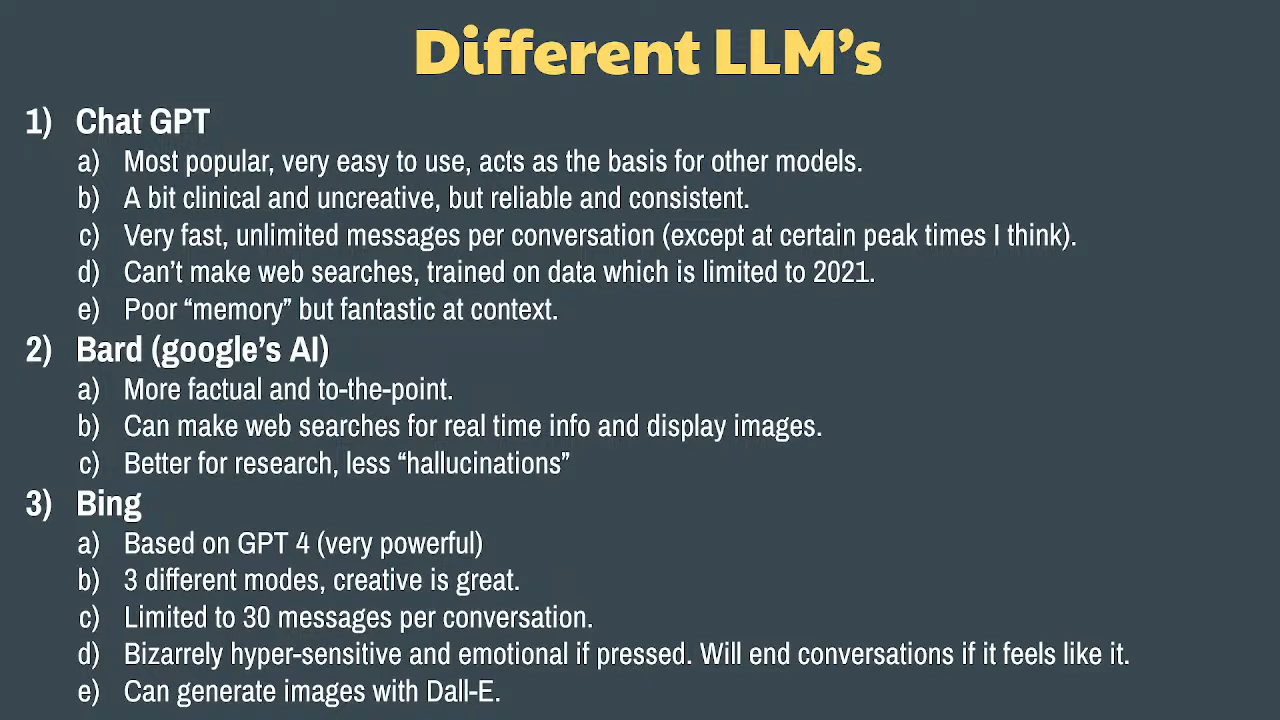 Different LLM’s
1) Chat GPT
a) Most popular, very easy to use, acts as the basis for other models.
b) A bit clinical and uncreative, but reliable and consistent.
c) Very fast, unlimited messages per conversation (except at certain peak times I think).
d) Can’t make web searches, trained on data which is limited to 2021.
e) Poor “memory” but fantastic at context.
2) Bard (google’s AI)
a) More factual and to-the-point.
b) Can make web searches for real time info and display images.
c) Better for research, less “hallucinations”
3) Bing
a) Based on GPT 4 (very powerful)
b) 3 different modes, creative is great.
c) Limited to 30 messages per conversation.
d) Bizarrely hyper-sensitive and emotional if pressed. Will end conversations if it feels like it.
e) Can generate images with Dall-E.